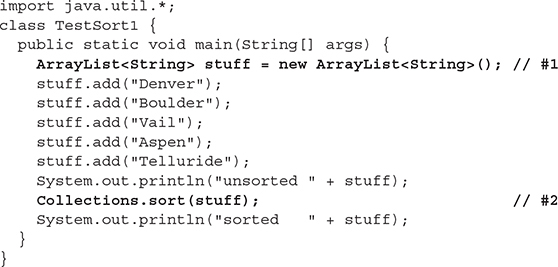 import java.util.*;
class TestSort1 {
  public static void main(String[] args) {
    ArrayList<String> stuff = new ArrayList<String>(); // #1
    stuff.add("Denver");
    stuff.add("Boulder");
    stuff.add("Vail");
    stuff.add("Aspen");
    stuff.add("Telluride");
    System.out.println("unsorted " + stuff);
    Collections.sort(stuff);                           // #2
    System.out.println("sorted   " + stuff);
  }
}